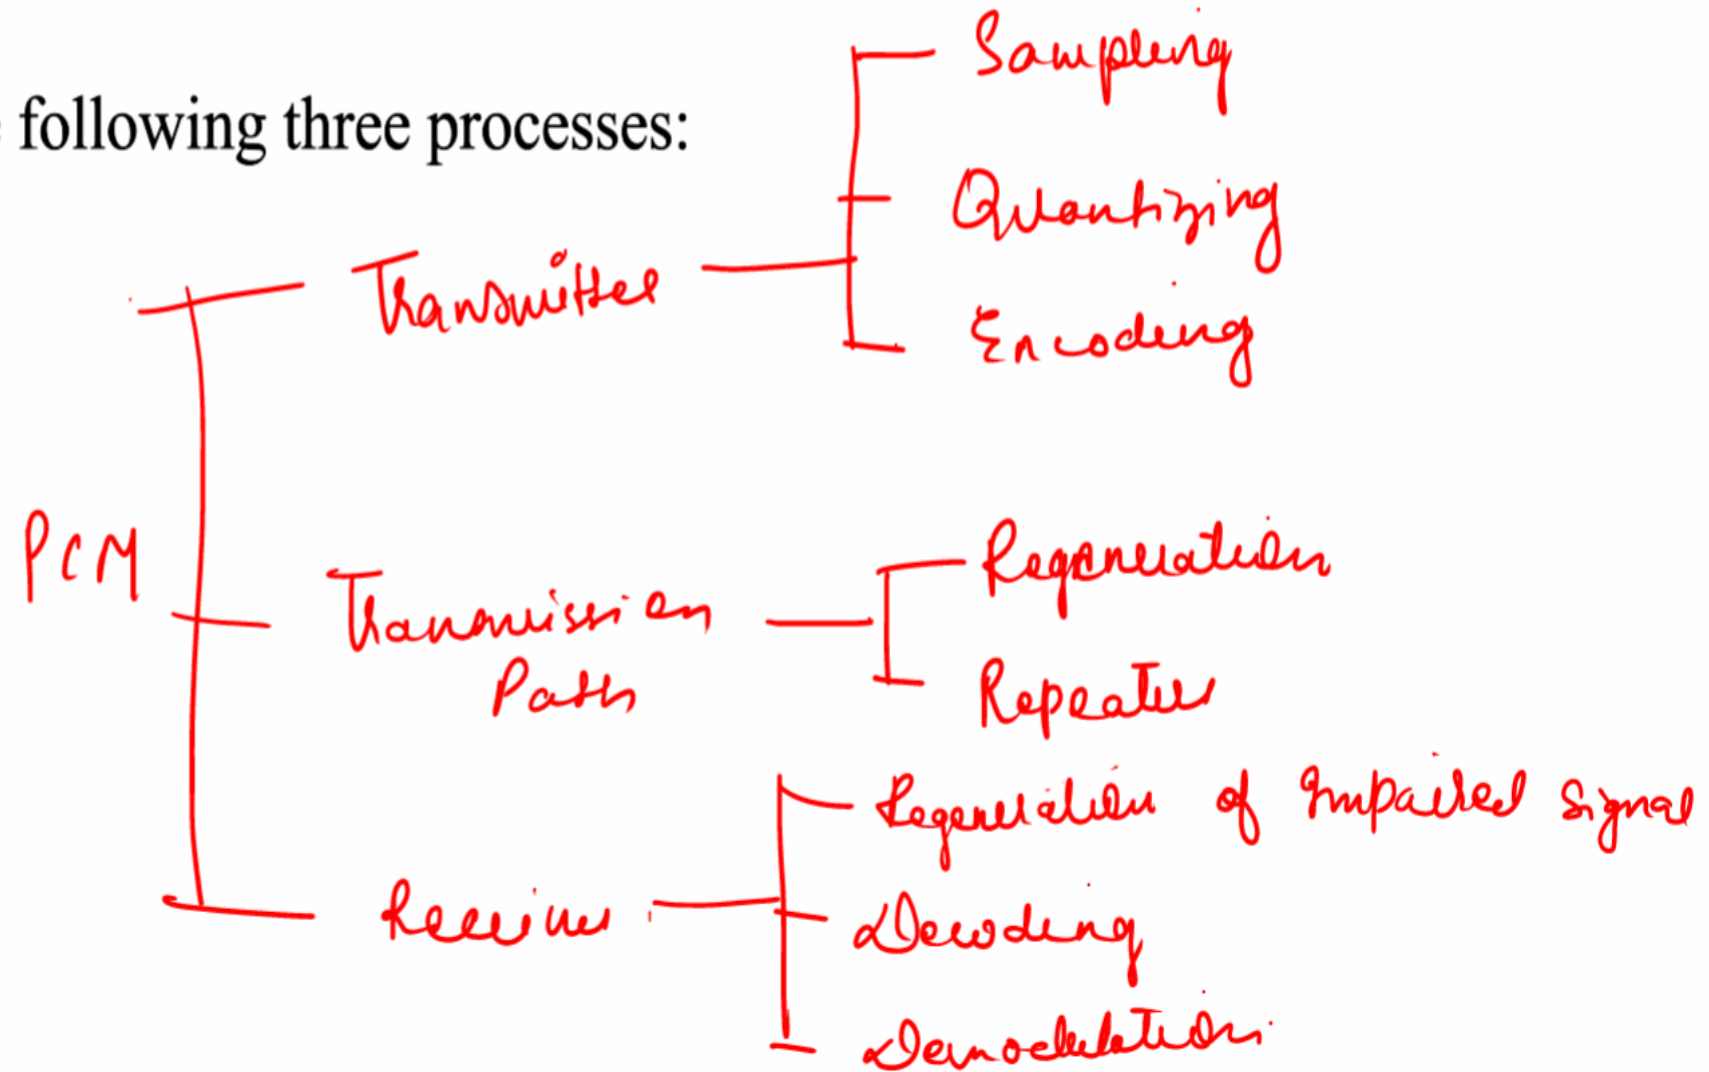 following three processes:
Sampling
Quantizing
Encoding
Transmitter
PCM
Transmission
Path
Regeneration
Repeater
Receiver
Regeneration of Impaired Signal
Decoding
Demodulation